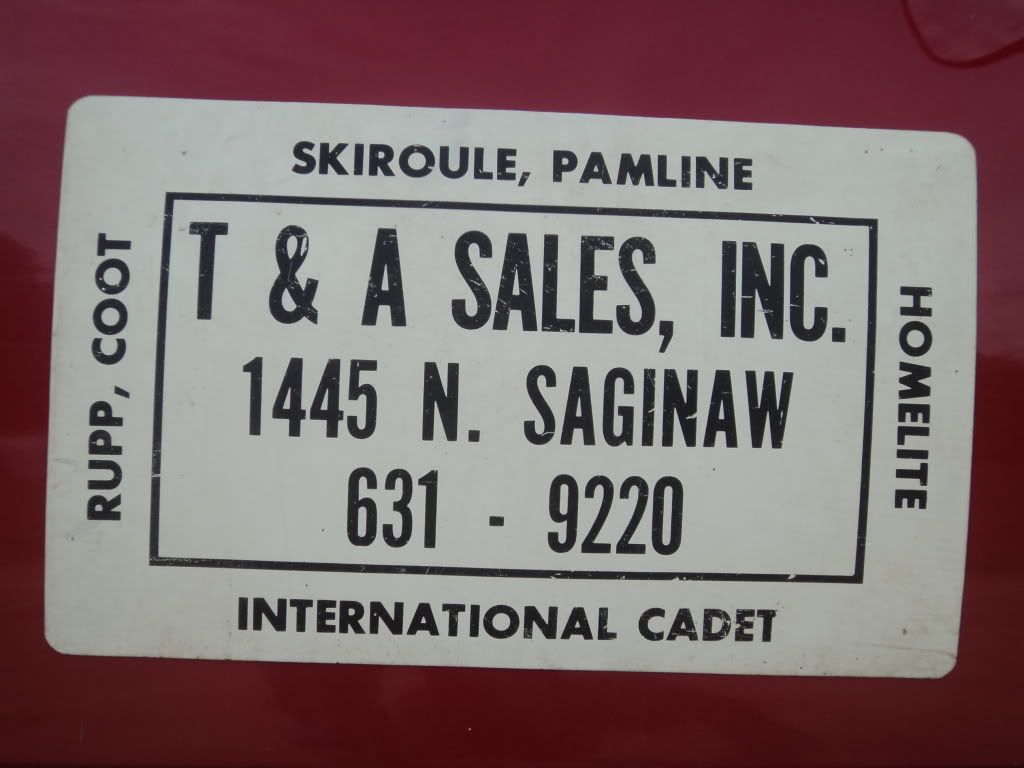 SKIROULE, PAMLINE
RUPP, COOT
T & A SALES, INC.
1445 N. SAGINAW
631 - 9220
HOMELITE
INTERNATIONAL CADET